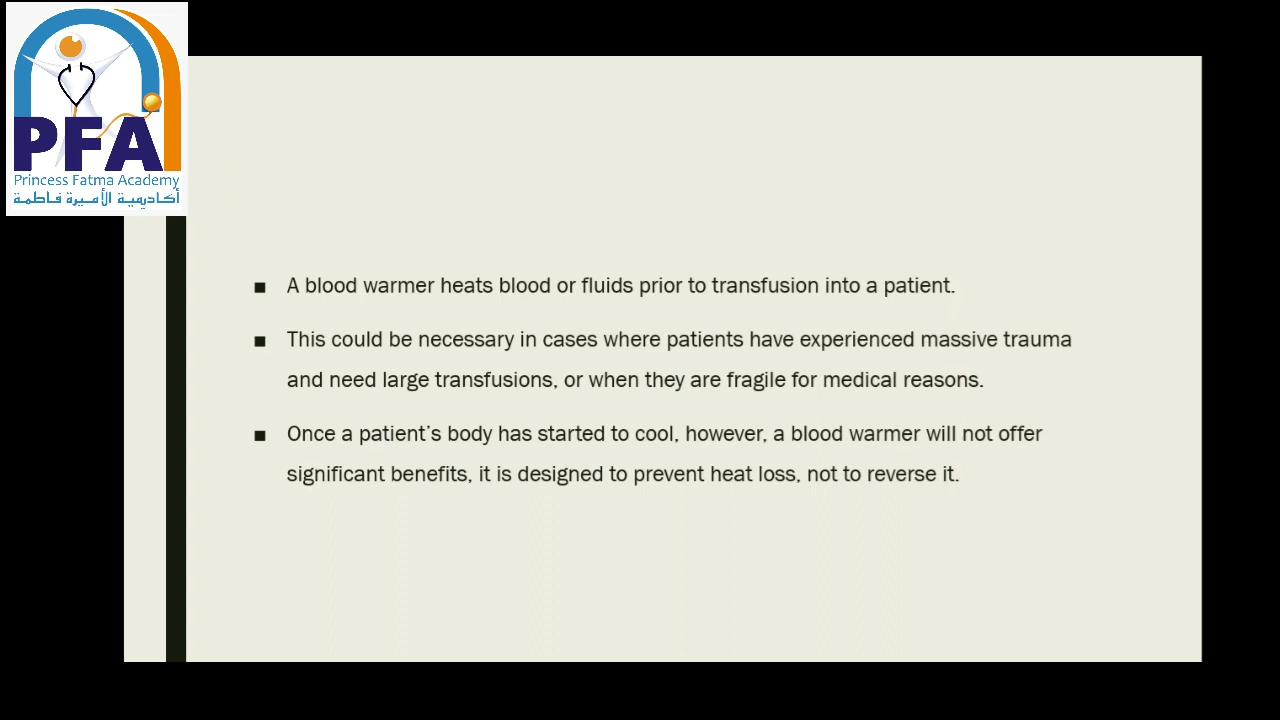 PFA
Princess Fatma Academy
أكاديمية الأميرة فاطمة
■ A blood warmer heats blood or fluids prior to transfusion into a patient.
■ This could be necessary in cases where patients have experienced massive trauma
and need large transfusions, or when they are fragile for medical reasons.
■ Once a patient’s body has started to cool, however, a blood warmer will not offer
significant benefits, it is designed to prevent heat loss, not to reverse it.